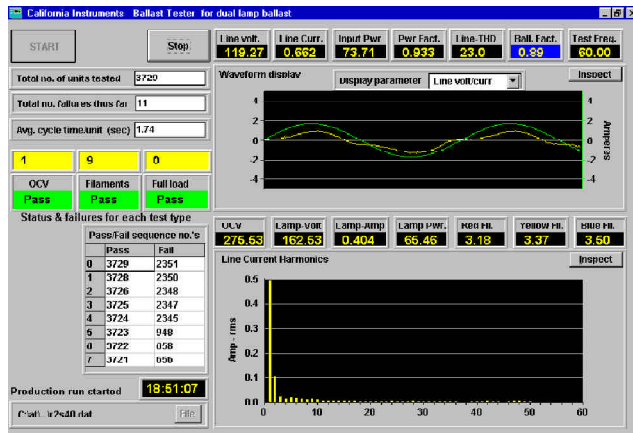 California Instruments Ballast Tester for dual lamp ballast
START Stop
Line volt. Line Curr. Input Pwr Pwr Fact. Line-THD Ball. Fact. Test Freq.
119.27 0.662 73.71 0.933 23.0 0.89 60.00
Total no. of units tested 3729
Total no. failures thus far 11
Avg. cycle time/unit (sec) 1.74
Waveform display Display parameter Line volt/curr Inspect
4 4
2 2
0 0
-2 -2
-4 -4
Amperes
1 9 0
OCV Filaments Full load
Pass Pass Pass
Status & failures for each test type
Pass/Fail sequence no.'s
Pass Fail
0 3729 2351
1 3728 2350
2 3726 2348
3 3725 2347
4 3724 2345
5 3723 948
6 3722
7 3721
OCV Lamp-Volt Lamp-Amp Lamp Pwr. Red Fil. Yellow Fil. Blue Fil.
275.53 162.53 0.404 65.46 3.18 3.37 3.50
Line Current Harmonics Inspect
0.5
0.4
0.3
0.2
0.1
0.0
Amp - rms
0 10 20 30 40 50 60
Production run started 18:51:07
File